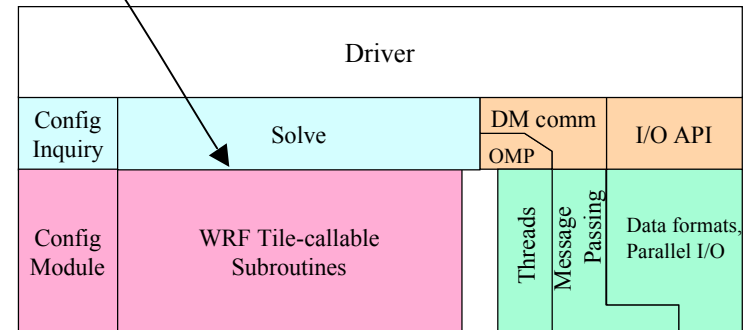 Driver
Config
Inquiry
Solve
DM comm
OMP
I/O API
Config
Module
WRF Tile-callable
Subroutines
Threads
Message
Passing
Data formats,
Parallel I/O